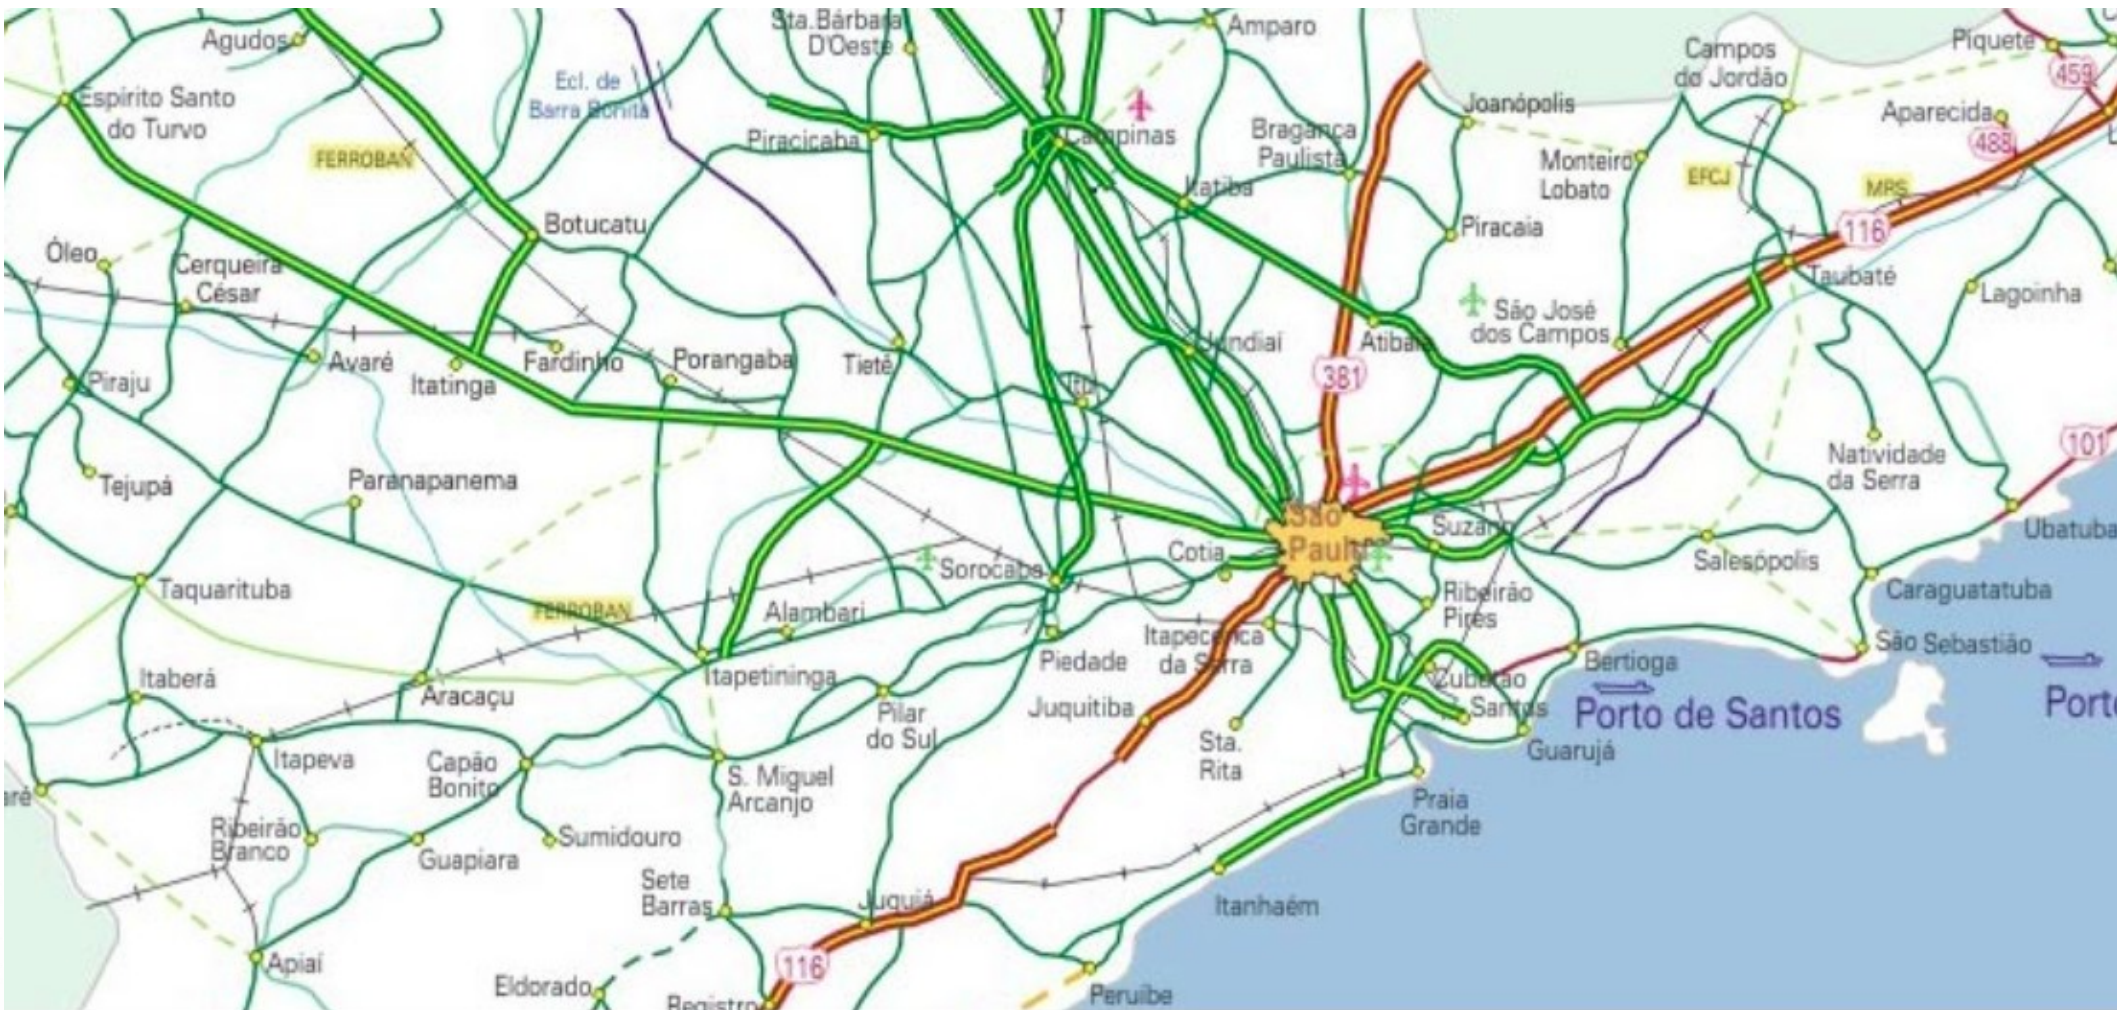 Agudos
Sta.Bárbara
D'Oeste
Amparo
Campos
do Jordão
Piquete
459
Ecl. de
Barra Bonita
Espírito Santo
do Turvo
Joanópolis
Aparecida
488
FERROBAN
Piracicaba
Campinas
Bragança
Paulista
Monteiro
Lobato
EFCJ
MRS
Itatiba
Botucatu
Piracaia
116
Óleo
Cerqueira
César
Taubaté
Lagoinha
São José
dos Campos
Avaré
Itatinga
Fardinho
Porangaba
Tietê
Jundiaí
Atibaia
Piraju
Itu
381
Tejupá
Paranapanema
Natividade
da Serra
101
São
Paulo
Suzano
Ubatuba
Cotia
Sorocaba
Salesópolis
Taquarituba
FERROBAN
Alambari
Ribeirão
Pires
Caraguatatuba
Itapecerica
da Serra
São Sebastião
Itaberá
Aracaçu
Itapetininga
Piedade
Cubatão
Bertioga
Juquitiba
Pilar
do Sul
Santos
Porto de Santos
Sta.
Rita
Guarujá
Itapeva
Capão
Bonito
S. Miguel
Arcanjo
Praia
Grande
Ribeirão
Branco
Guapiara
Sumidouro
Sete
Barras
Juquiá
Itanhaém
Apiaí
116
Eldorado
Registro
Peruíbe